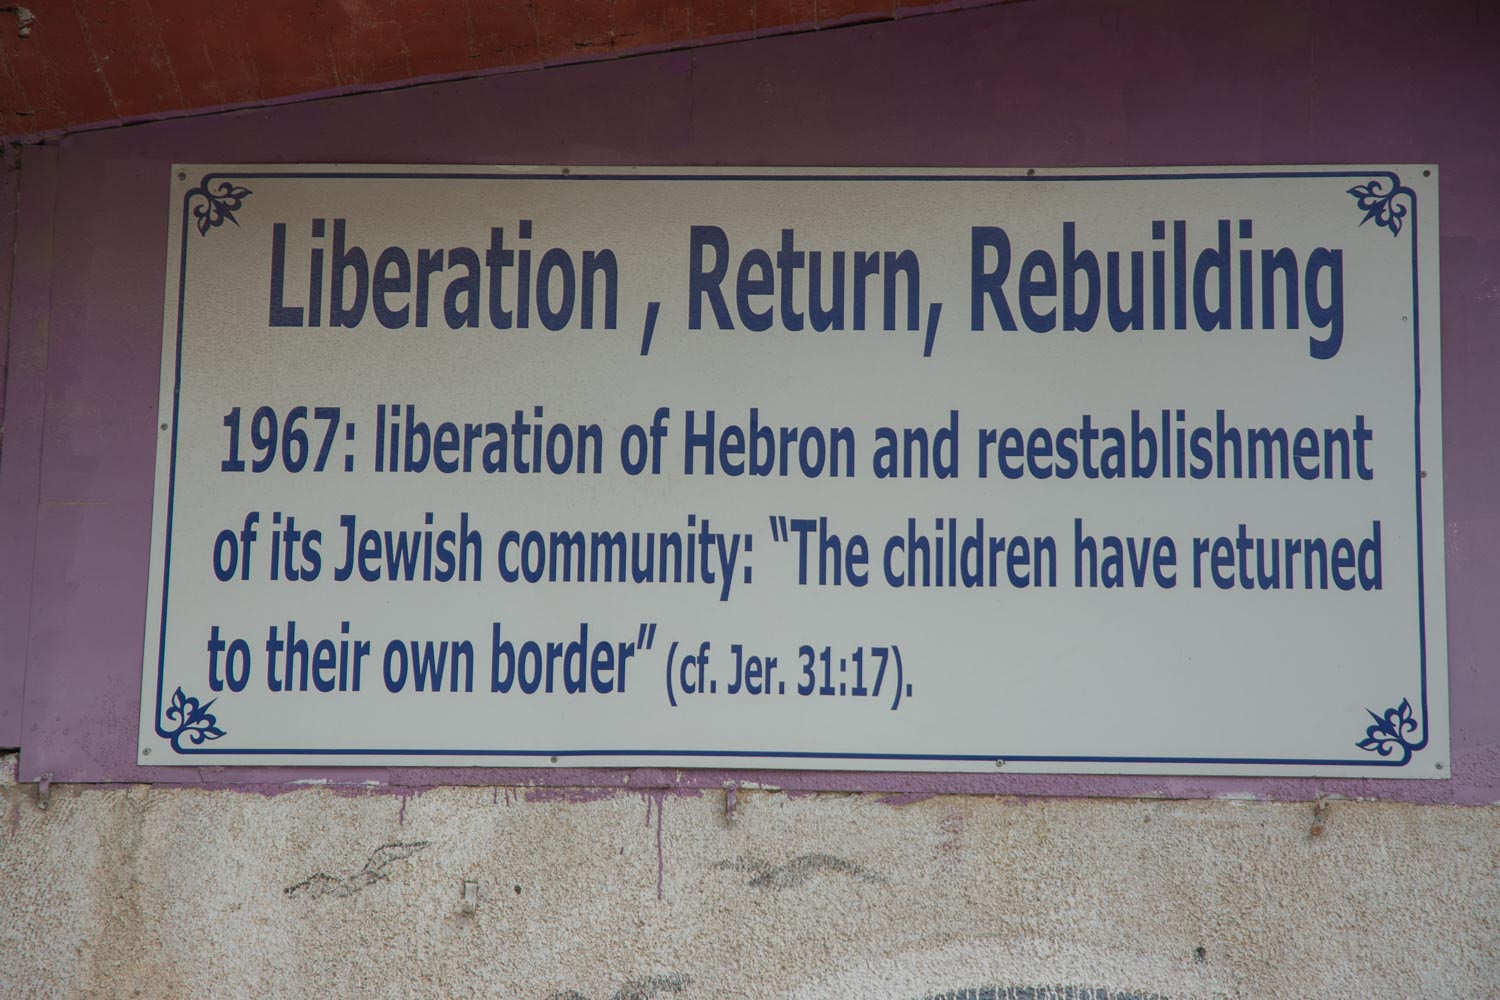 Liberation , Return, Rebuilding
1967: liberation of Hebron and reestablishment
of its Jewish community: “The children have returned
to their own border” (cf. Jer. 31:17).